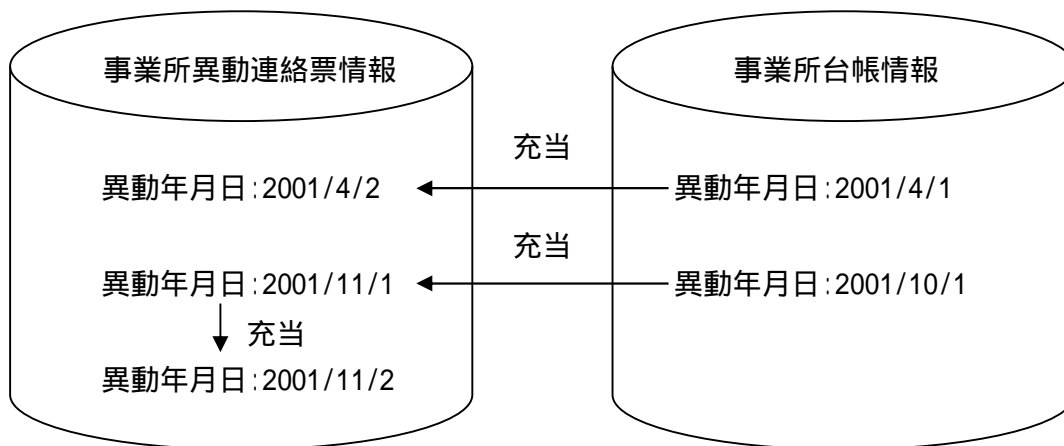 事業所異動連絡票情報
事業所台帳情報
充当
異動年月日:2001/4/2
異動年月日:2001/4/1
充当
異動年月日:2001/11/1
異動年月日:2001/10/1
充当
異動年月日:2001/11/2